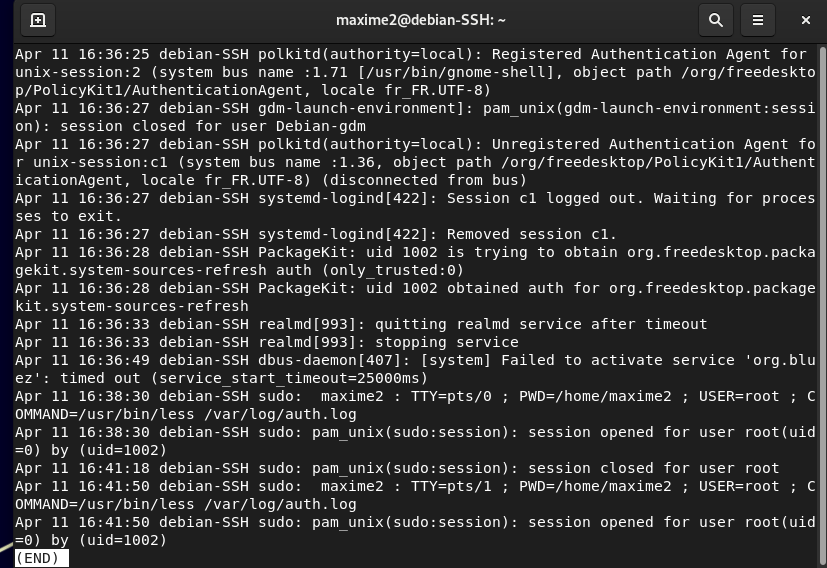 maxime2@debian-SSH: ~
Apr 11 16:36:25 debian-SSH polkitd(authority=local): Registered Authentication Agent for
unix-session:2 (system bus name :1.71 [/usr/bin/gnome-shell], object path /org/freedeskto
p/PolicyKit1/AuthenticationAgent, locale fr_FR.UTF-8)
Apr 11 16:36:27 debian-SSH gdm-launch-environment]: pam_unix(gdm-launch-environment:sessi
on): session closed for user Debian-gdm
Apr 11 16:36:27 debian-SSH polkitd(authority=local): Unregistered Authentication Agent fo
r unix-session:c1 (system bus name :1.36, object path /org/freedesktop/PolicyKit1/Authent
icationAgent, locale fr_FR.UTF-8) (disconnected from bus)
Apr 11 16:36:27 debian-SSH systemd-logind[422]: Session c1 logged out. Waiting for proces
ses to exit.
Apr 11 16:36:27 debian-SSH systemd-logind[422]: Removed session c1.
Apr 11 16:36:28 debian-SSH PackageKit: uid 1002 is trying to obtain org.freedesktop.packa
gekit.system-sources-refresh auth (only_trusted:0)
Apr 11 16:36:28 debian-SSH PackageKit: uid 1002 obtained auth for org.freedesktop.package
kit.system-sources-refresh
Apr 11 16:36:33 debian-SSH realmd[993]: quitting realmd service after timeout
Apr 11 16:36:33 debian-SSH realmd[993]: stopping service
Apr 11 16:36:49 debian-SSH dbus-daemon[407]: [system] Failed to activate service 'org.blu
ez': timed out (service_start_timeout=25000ms)
Apr 11 16:38:30 debian-SSH sudo:  maxime2 : TTY=pts/0 ; PWD=/home/maxime2 ; USER=root ; C
OMMAND=/usr/bin/less /var/log/auth.log
Apr 11 16:38:30 debian-SSH sudo: pam_unix(sudo:session): session opened for user root(uid
=0) by (uid=1002)
Apr 11 16:41:18 debian-SSH sudo: pam_unix(sudo:session): session closed for user root
Apr 11 16:41:50 debian-SSH sudo:  maxime2 : TTY=pts/1 ; PWD=/home/maxime2 ; USER=root ; C
OMMAND=/usr/bin/less /var/log/auth.log
Apr 11 16:41:50 debian-SSH sudo: pam_unix(sudo:session): session opened for user root(uid
=0) by (uid=1002)
(END)